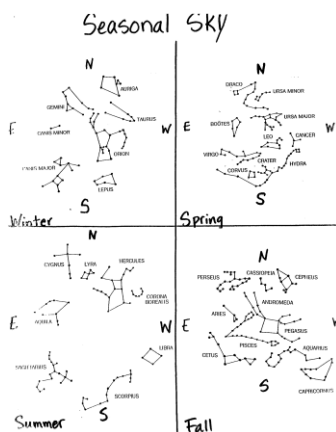 Seasonal Sky
N
AURIGA
GEMINI
TAURUS
E
CANIS MINOR
W
ORION
CANIS MAJOR
LEPUS
S
Winter
N
DRACO
URSA MINOR
URSA MAJOR
E
BOÖTES
LEO
CANCER
W
VIRGO
CRATER
CORVUS
HYDRA
S
Spring
N
CYGNUS
LYRA
HERCULES
CORONA
BOREALIS
E
AQUILA
W
LIBRA
SAGITTARIUS
SCORPIUS
S
Summer
N
PERSEUS
CASSIOPEIA
CEPHEUS
ANDROMEDA
E
ARIES
W
PEGASUS
PISCES
CETUS
AQUARIUS
S
CAPRICORNUS
Fall